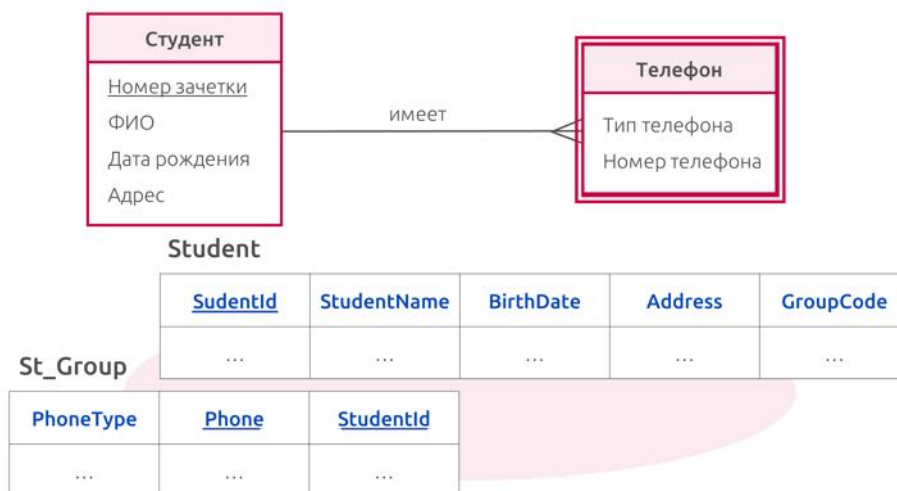 Студент
Номер зачетки
ФИО
Дата рождения
Адрес
имеет
Телефон
Тип телефона
Номер телефона
Student
SudentId StudentName BirthDate Address GroupCode
... ... ... ... ...
St_Group
PhoneType Phone StudentId
... ... ...